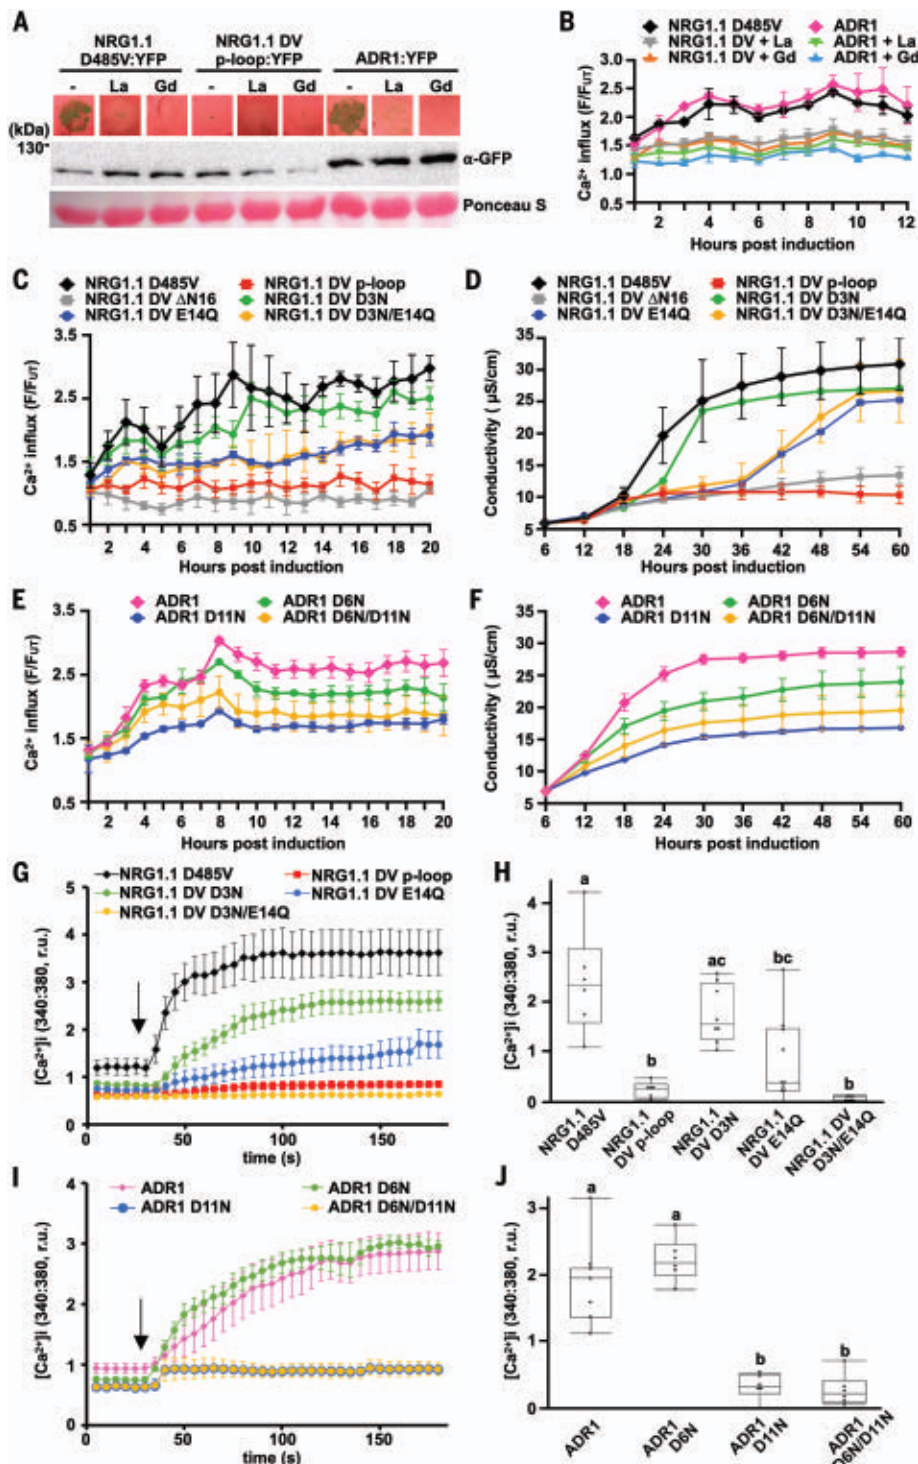 A
NRG1.1 D485V:YFP
NRG1.1 DV p-loop:YFP
ADR1:YFP
- La Gd - La Gd - La Gd
(kDa)
130
α-GFP
Ponceau S
B
NRG1.1 D485V
NRG1.1 DV + La
NRG1.1 DV + Gd
ADR1
ADR1 + La
ADR1 + Gd
Ca²⁺ influx (F/FUT)
3.0
2.5
2.0
1.5
1.0
0.5
2 4 6 8 10 12
Hours post induction
C
NRG1.1 D485V
NRG1.1 DV ΔN16
NRG1.1 DV E14Q
NRG1.1 DV p-loop
NRG1.1 DV D3N
NRG1.1 DV D3N/E14Q
Ca²⁺ influx (F/FUT)
3.5
2.5
1.5
0.5
2 4 6 8 10 12 14 16 18 20
Hours post induction
D
NRG1.1 D485V
NRG1.1 DV ΔN16
NRG1.1 DV E14Q
NRG1.1 DV p-loop
NRG1.1 DV D3N
NRG1.1 DV D3N/E14Q
Conductivity ( µS/cm)
35
30
25
20
15
10
5
6 12 18 24 30 36 42 48 54 60
Hours post induction
E
ADR1
ADR1 D11N
ADR1 D6N
ADR1 D6N/D11N
Ca²⁺ influx (F/FUT)
3.5
2.5
1.5
0.5
2 4 6 8 10 12 14 16 18 20
Hours post induction
F
ADR1
ADR1 D11N
ADR1 D6N
ADR1 D6N/D11N
Conductivity ( µS/cm)
35
30
25
20
15
10
5
6 12 18 24 30 36 42 48 54 60
Hours post induction
G
NRG1.1 D485V
NRG1.1 DV D3N
NRG1.1 DV D3N/E14Q
NRG1.1 DV p-loop
NRG1.1 DV E14Q
[Ca²⁺]i (340:380, r.u.)
5
4
3
2
1
0
0 50 100 150
time (s)
H
[Ca²⁺]i (340:380, r.u.)
4
3
2
1
0
a
b
ac
bc
b
NRG1.1 D485V
NRG1.1 DV p-loop
NRG1.1 DV D3N
NRG1.1 DV E14Q
NRG1.1 DV D3N/E14Q
I
ADR1
ADR1 D11N
ADR1 D6N
ADR1 D6N/D11N
[Ca²⁺]i (340:380, r.u.)
4
3
2
1
0
0 50 100 150
time (s)
J
[Ca²⁺]i (340:380, r.u.)
3
2
1
0
a
a
b
b
ADR1
ADR1 D6N
ADR1 D11N
ADR1 D6N/D11N